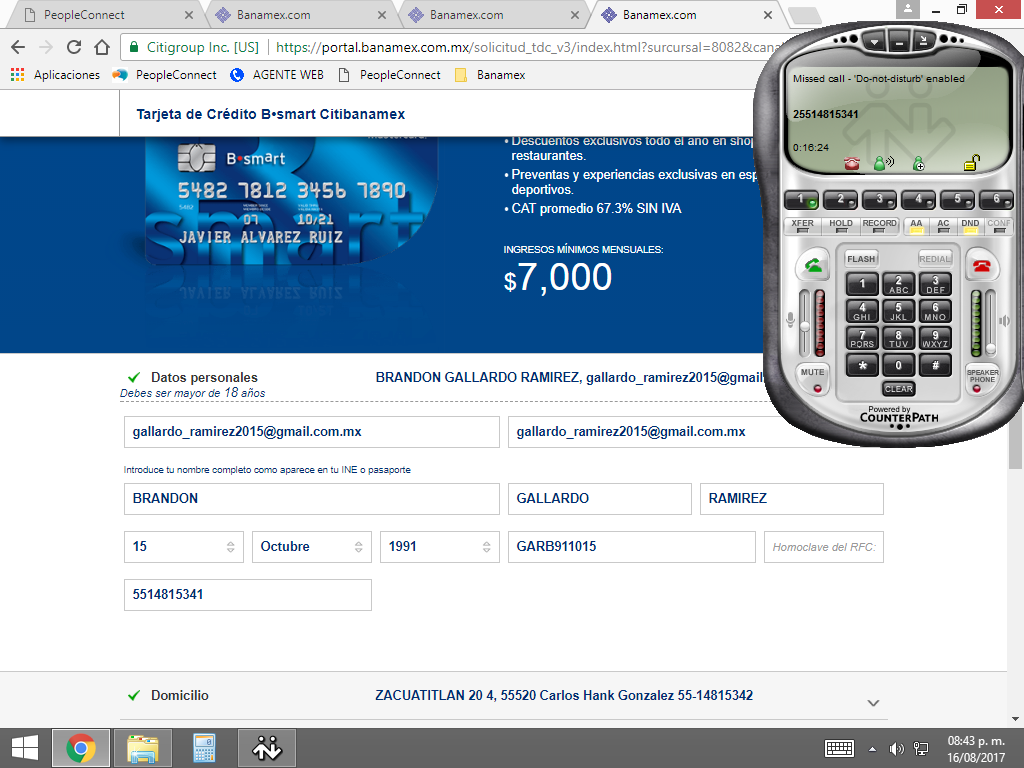 PeopleConnect
Banamex.com
Banamex.com
Banamex.com
Citigroup Inc. [US]
https://portal.banamex.com.mx/solicitud_tdc_v3/index.html?surcursal=8082&cana
Aplicaciones
PeopleConnect
AGENTE WEB
PeopleConnect
Banamex
Tarjeta de Crédito B•smart Citibanamex
B•smart
5482 7812 3456 7890
5482
07 10/21
JAVIER ALVAREZ RUIZ
smart
• Descuentos exclusivos todo el año en shop
restaurantes.
• Preventas y experiencias exclusivas en esp
deportivos.
• CAT promedio 67.3% SIN IVA
INGRESOS MÍNIMOS MENSUALES:
$7,000
Missed call - 'Do-not-disturb' enabled
25514815341
0:16:24
1 2 3 4 5 6
XFER HOLD RECORD AA AC DND CONF
FLASH REDIAL
1 2 ABC 3 DEF
4 GHI 5 JKL 6 MNO
7 PQRS 8 TUV 9 WXYZ
* 0 #
MUTE
CLEAR
SPEAKER
PHONE
Powered by
COUNTERPATH
Datos personales
BRANDON GALLARDO RAMIREZ, gallardo_ramirez2015@gmail
Debes ser mayor de 18 años
gallardo_ramirez2015@gmail.com.mx
gallardo_ramirez2015@gmail.com.mx
Introduce tu nombre completo como aparece en tu INE o pasaporte
BRANDON
GALLARDO
RAMIREZ
15
Octubre
1991
GARB911015
Homoclave del RFC:
5514815341
Domicilio
ZACUATITLAN 20 4, 55520 Carlos Hank Gonzalez 55-14815342
08:43 p. m.
16/08/2017